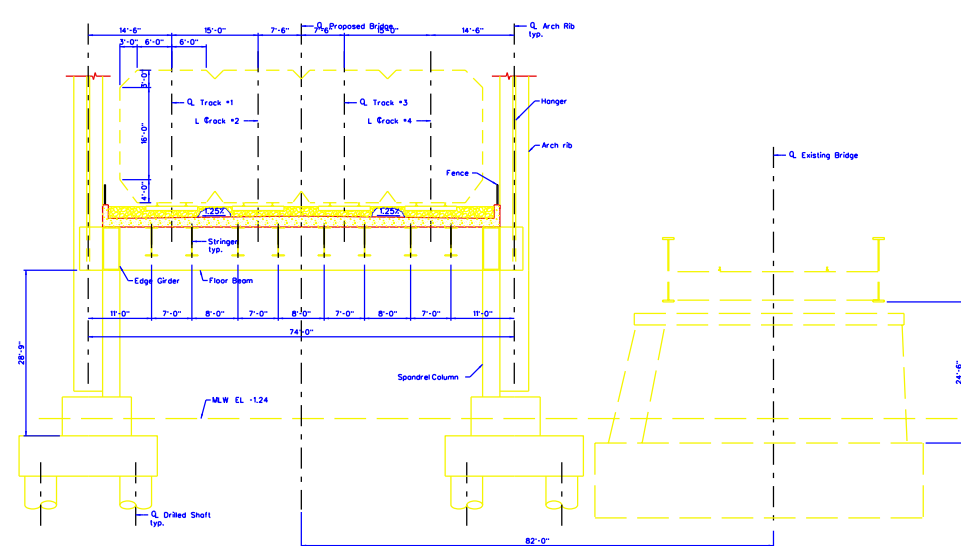 ℄ Proposed Bridge
℄ Arch Rib
typ.
14'-6"
15'-0"
7'-6"
7'-6"
15'-0"
14'-6"
3'-0"
6'-0"
6'-0"
3'-0"
℄ Track #1
℄ Track #3
Hanger
L ₵rack #2
L ₵rack #4
16'-0"
Arch rib
℄ Existing Bridge
Fence
4'-0"
1.25%
1.25%
Stringer
typ.
Edge Girder
Floor Beam
11'-0"
7'-0"
8'-0"
7'-0"
8'-0"
7'-0"
8'-0"
7'-0"
11'-0"
74'-0"
28'-9"
24'-6"
Spandrel Column
MLW EL -1.24
℄ Drilled Shaft
typ.
82'-0"